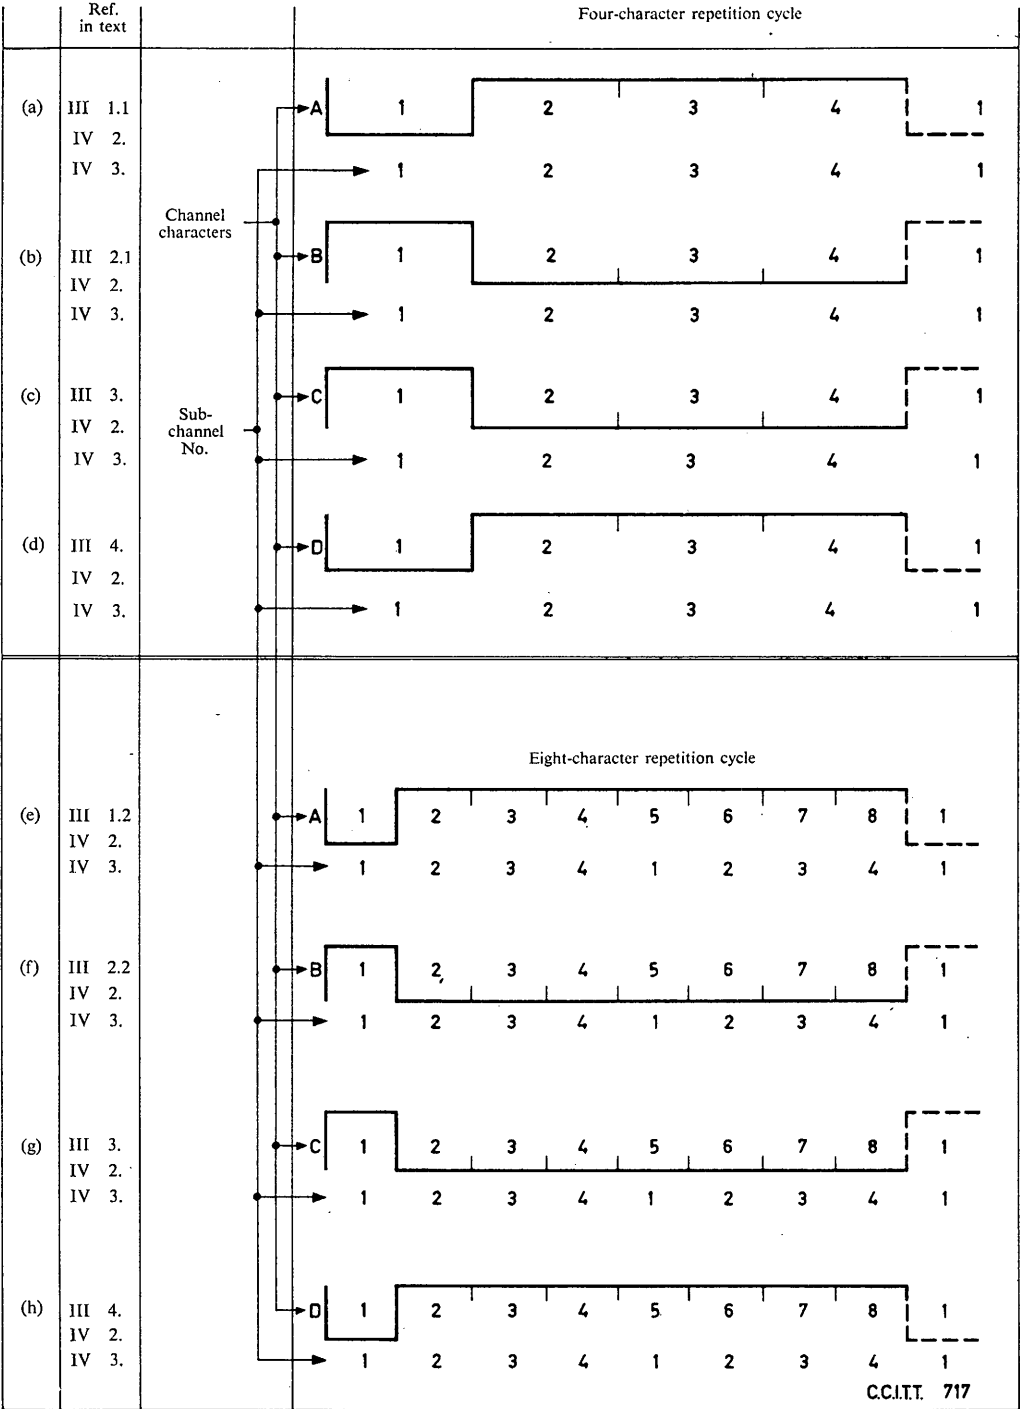 Ref.
in text
Four-character repetition cycle
(a) III 1.1 A 1 2 3 4 1
IV 2.
IV 3. 1 2 3 4 1
Channel
characters
(b) III 2.1 B 1 2 3 4 1
IV 2.
IV 3. 1 2 3 4 1
(c) III 3. C 1 2 3 4 1
IV 2.
Sub-
channel
No.
IV 3. 1 2 3 4 1
(d) III 4. D 1 2 3 4 1
IV 2.
IV 3. 1 2 3 4 1
Eight-character repetition cycle
(e) III 1.2 A 1 2 3 4 5 6 7 8 1
IV 2.
IV 3. 1 2 3 4 1 2 3 4 1
(f) III 2.2 B 1 2 3 4 5 6 7 8 1
IV 2.
IV 3. 1 2 3 4 1 2 3 4 1
(g) III 3. C 1 2 3 4 5 6 7 8 1
IV 2.
IV 3. 1 2 3 4 1 2 3 4 1
(h) III 4. D 1 2 3 4 5 6 7 8 1
IV 2.
IV 3. 1 2 3 4 1 2 3 4 1
C.C.I.T.T. 717